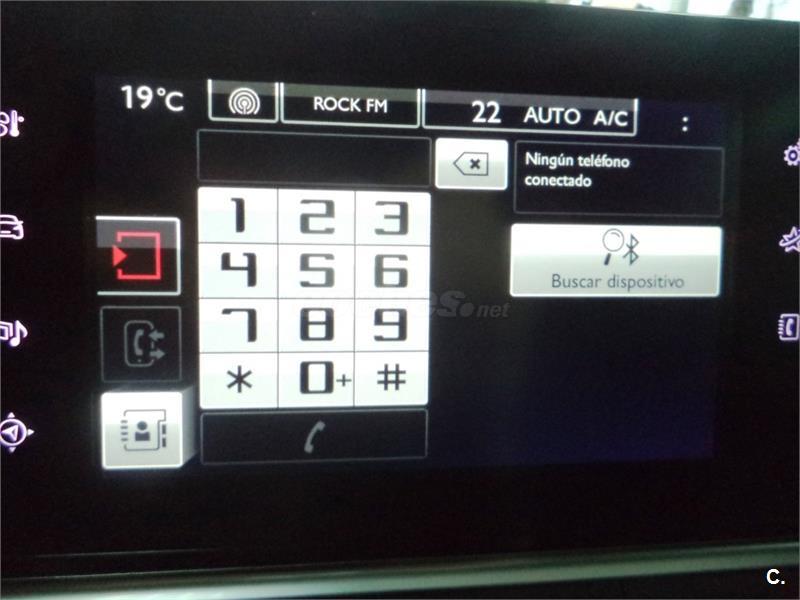 19°C
ROCK FM
22 AUTO A/C
Ningún teléfono
conectado
1 2 3
4 5 6
7 8 9
* 0+ #
Buscar dispositivo
.net
C.